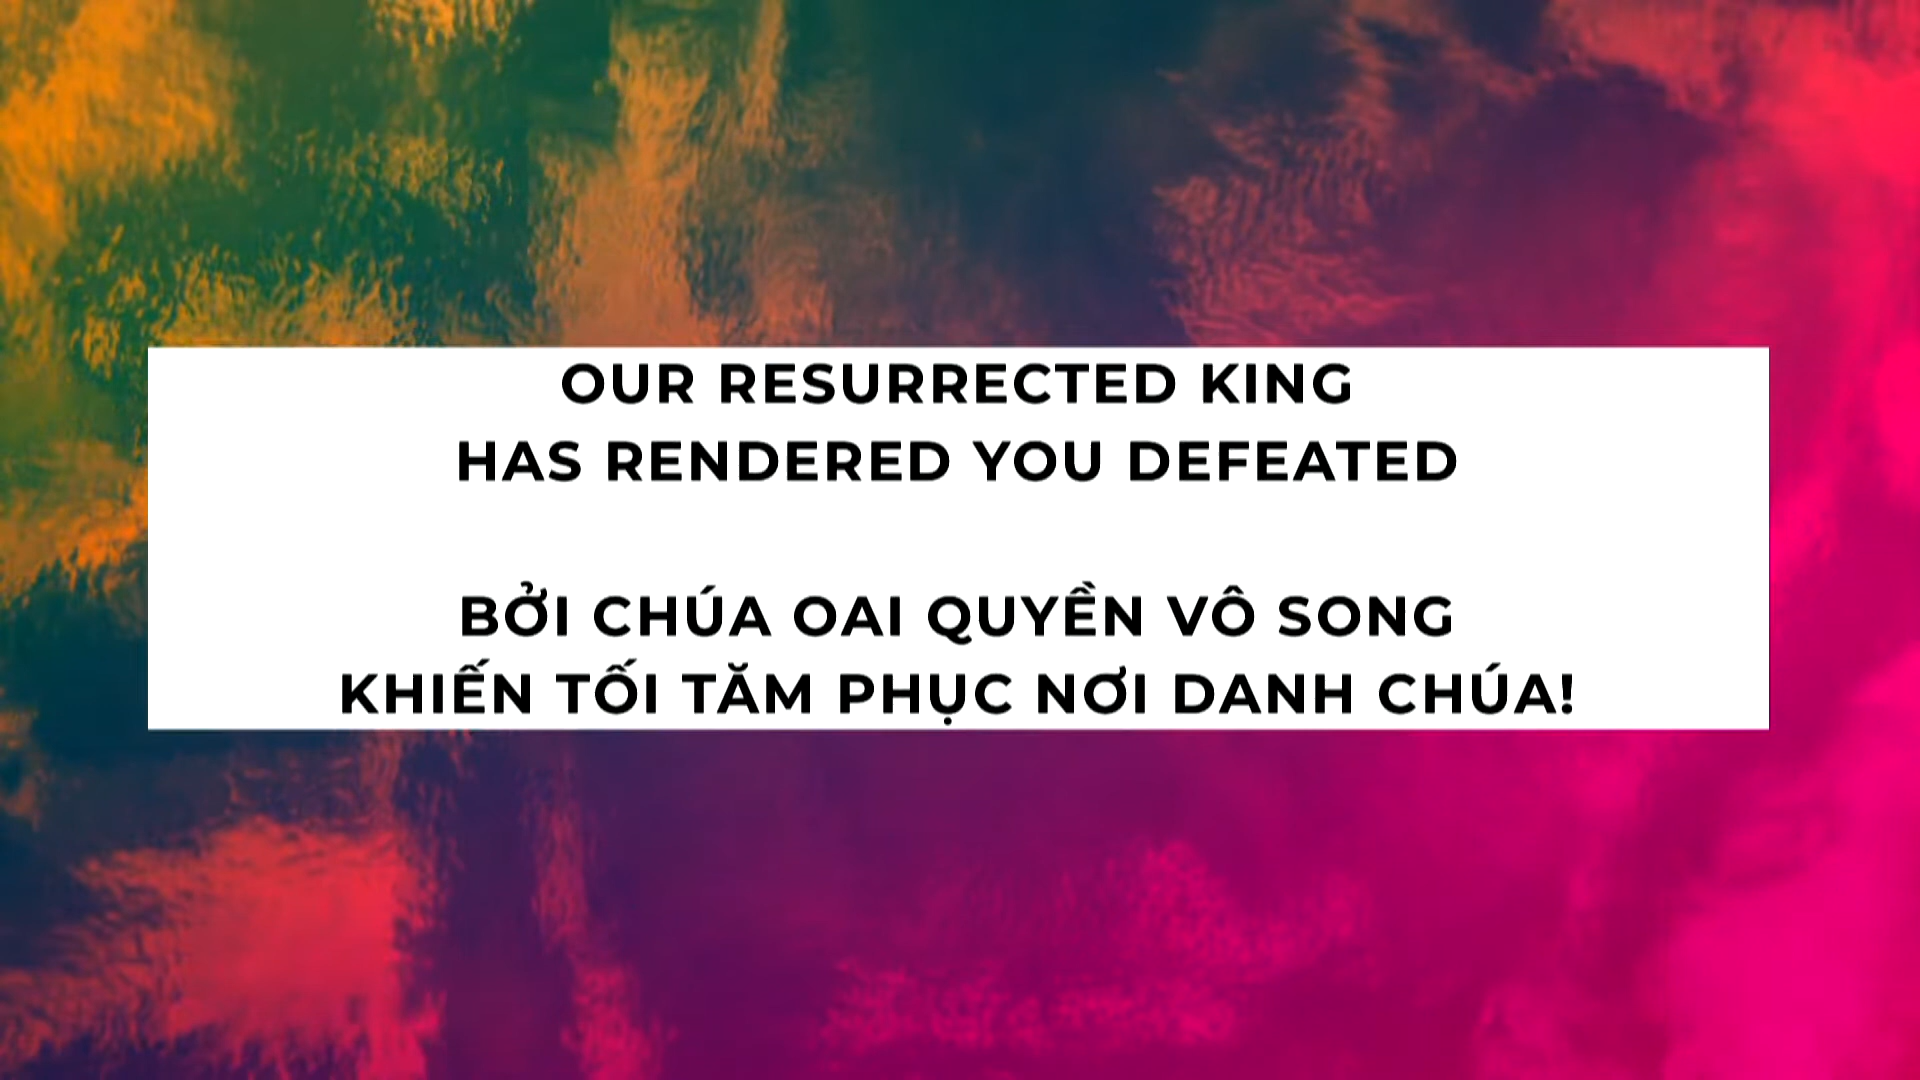 OUR RESURRECTED KING
HAS RENDERED YOU DEFEATED
BỞI CHÚA OAI QUYỀN VÔ SONG
KHIẾN TỐI TĂM PHỤC NƠI DANH CHÚA!